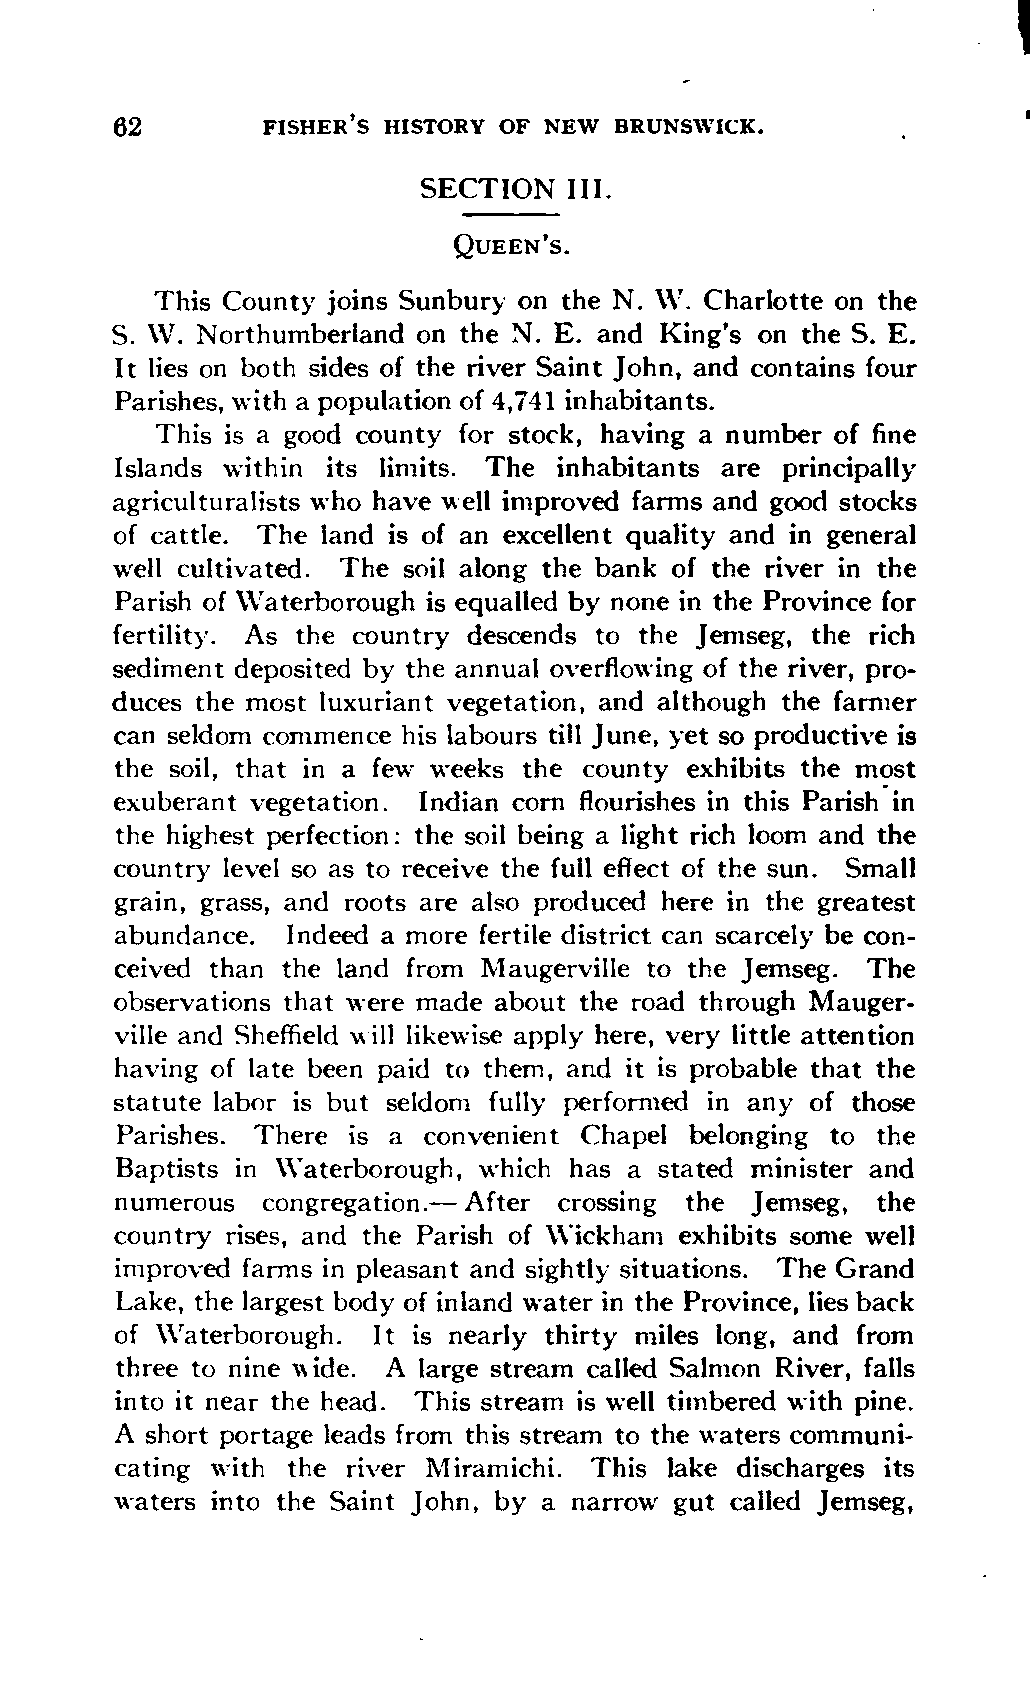 62 FISHER'S HISTORY OF NEW BRUNSWICK.
SECTION III.
QUEEN'S.
This County joins Sunbury on the N. W. Charlotte on the
S. W. Northumberland on the N. E. and King's on the S. E.
It lies on both sides of the river Saint John, and contains four
Parishes, with a population of 4,741 inhabitants.
This is a good county for stock, having a number of fine
Islands within its limits. The inhabitants are principally
agriculturalists who have well improved farms and good stocks
of cattle. The land is of an excellent quality and in general
well cultivated. The soil along the bank of the river in the
Parish of Waterborough is equalled by none in the Province for
fertility. As the country descends to the Jemseg, the rich
sediment deposited by the annual overflowing of the river, pro-
duces the most luxuriant vegetation, and although the farmer
can seldom commence his labours till June, yet so productive is
the soil, that in a few weeks the county exhibits the most
exuberant vegetation. Indian corn flourishes in this Parish in
the highest perfection: the soil being a light rich loom and the
country level so as to receive the full effect of the sun. Small
grain, grass, and roots are also produced here in the greatest
abundance. Indeed a more fertile district can scarcely be con-
ceived than the land from Maugerville to the Jemseg. The
observations that were made about the road through Mauger-
ville and Sheffield will likewise apply here, very little attention
having of late been paid to them, and it is probable that the
statute labor is but seldom fully performed in any of those
Parishes. There is a convenient Chapel belonging to the
Baptists in Waterborough, which has a stated minister and
numerous congregation.— After crossing the Jemseg, the
country rises, and the Parish of Wickham exhibits some well
improved farms in pleasant and sightly situations. The Grand
Lake, the largest body of inland water in the Province, lies back
of Waterborough. It is nearly thirty miles long, and from
three to nine wide. A large stream called Salmon River, falls
into it near the head. This stream is well timbered with pine.
A short portage leads from this stream to the waters communi-
cating with the river Miramichi. This lake discharges its
waters into the Saint John, by a narrow gut called Jemseg,